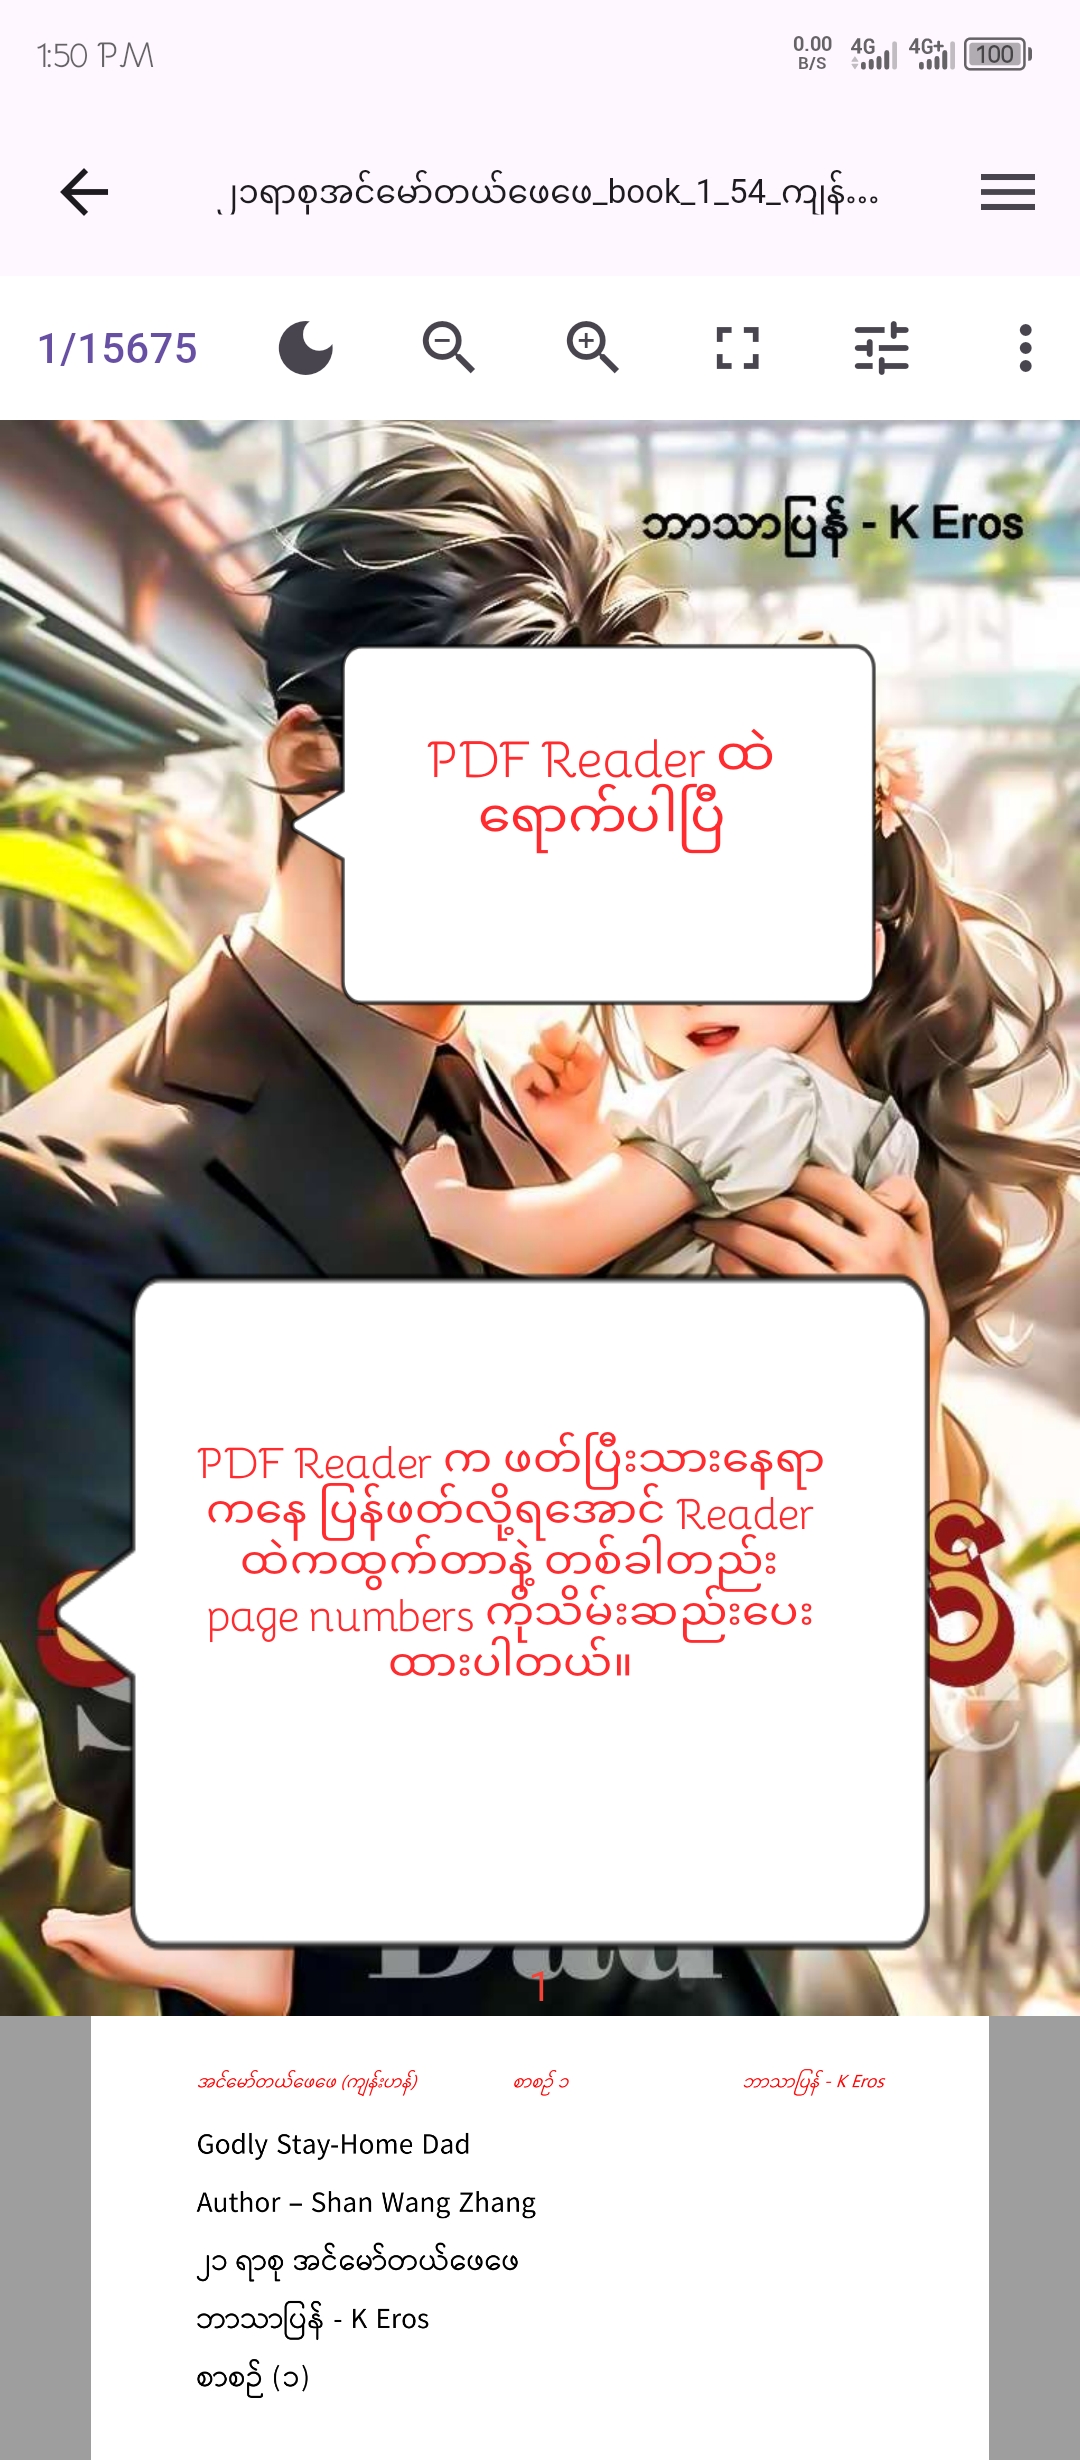 1:50 PM
0.00 B/S 4G 4G+ 100
၂၁ရာစုအင်မော်တယ်ဖေဖေ_book_1_54_ကျန်...
1/15675
ဘာသာပြန် - K Eros
PDF Reader ထဲ
ရောက်ပါပြီ
PDF Reader က ဖတ်ပြီးသားနေရာ
ကနေ ပြန်ဖတ်လို့ရအောင် Reader
ထဲကထွက်တာနဲ့ တစ်ခါတည်း
page numbers ကိုသိမ်းဆည်းပေး
ထားပါတယ်။
Dad
1
အင်မော်တယ်ဖေဖေ (ကျန်းဟန်) စာစဉ် ၁ ဘာသာပြန် - K Eros
Godly Stay-Home Dad
Author – Shan Wang Zhang
၂၁ ရာစု အင်မော်တယ်ဖေဖေ
ဘာသာပြန် - K Eros
စာစဉ် (၁)